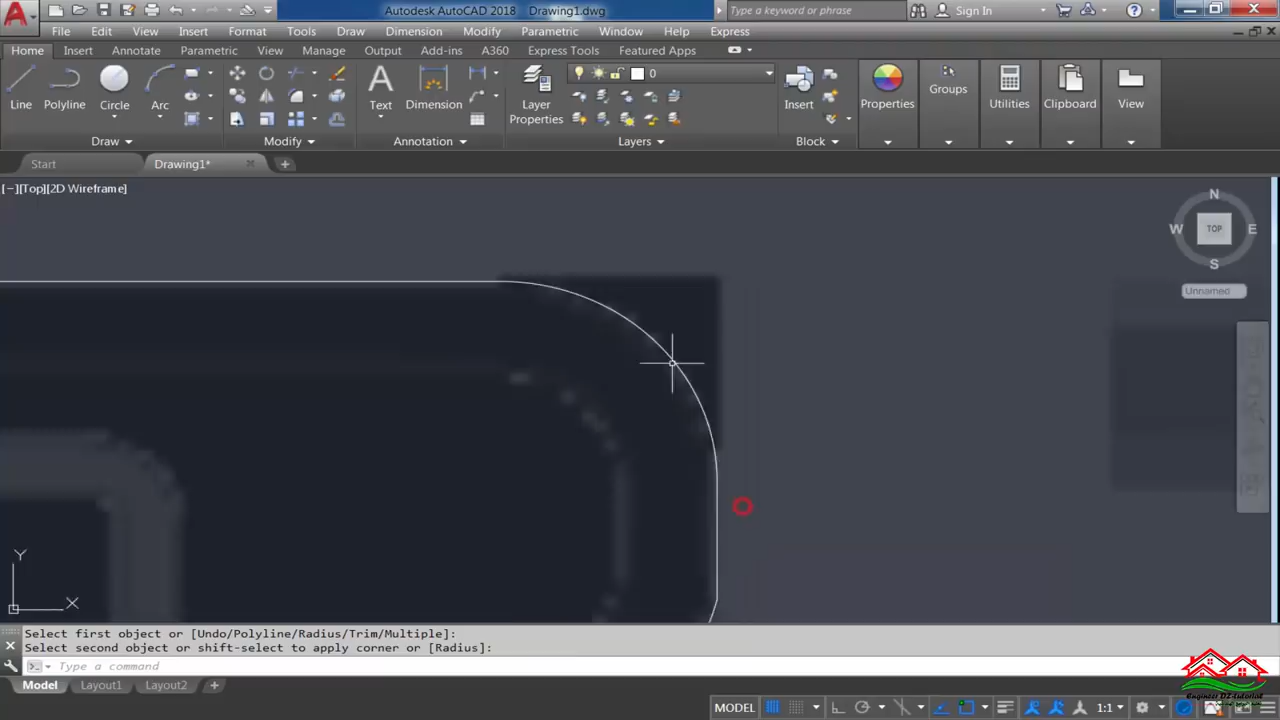 Autodesk AutoCAD 2018 Drawing1.dwg
Type a keyword or phrase
Sign In
File Edit View Insert Format Tools Draw Dimension Modify Parametric Window Help Express
Home Insert Annotate Parametric View Manage Output Add-ins A360 Express Tools Featured Apps
0
Line Polyline Circle Arc
Text Dimension
Layer
Properties
Insert
Properties Groups Utilities Clipboard View
Draw Modify Annotation Layers Block
Start Drawing1*
[−][Top][2D Wireframe]
N
W TOP E
S
Unnamed
Y
X
Select first object or [Undo/Polyline/Radius/Trim/Multiple]:
Select second object or shift-select to apply corner or [Radius]:
Type a command
Model Layout1 Layout2
MODEL 1:1
Engineer DZ-Tutorial